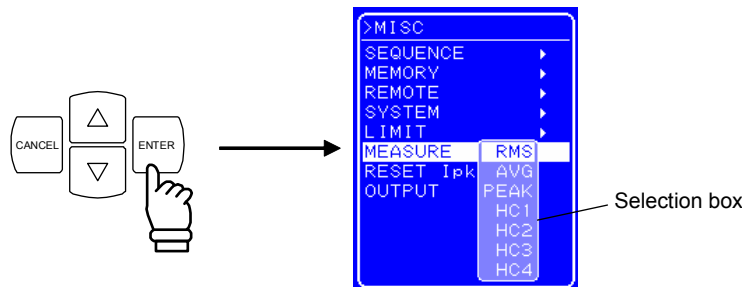 CANCEL
ENTER
>MISC
SEQUENCE
MEMORY
REMOTE
SYSTEM
LIMIT
MEASURE RMS
RESET Ipk AVG
OUTPUT PEAK
HC1
HC2
HC3
HC4
Selection box